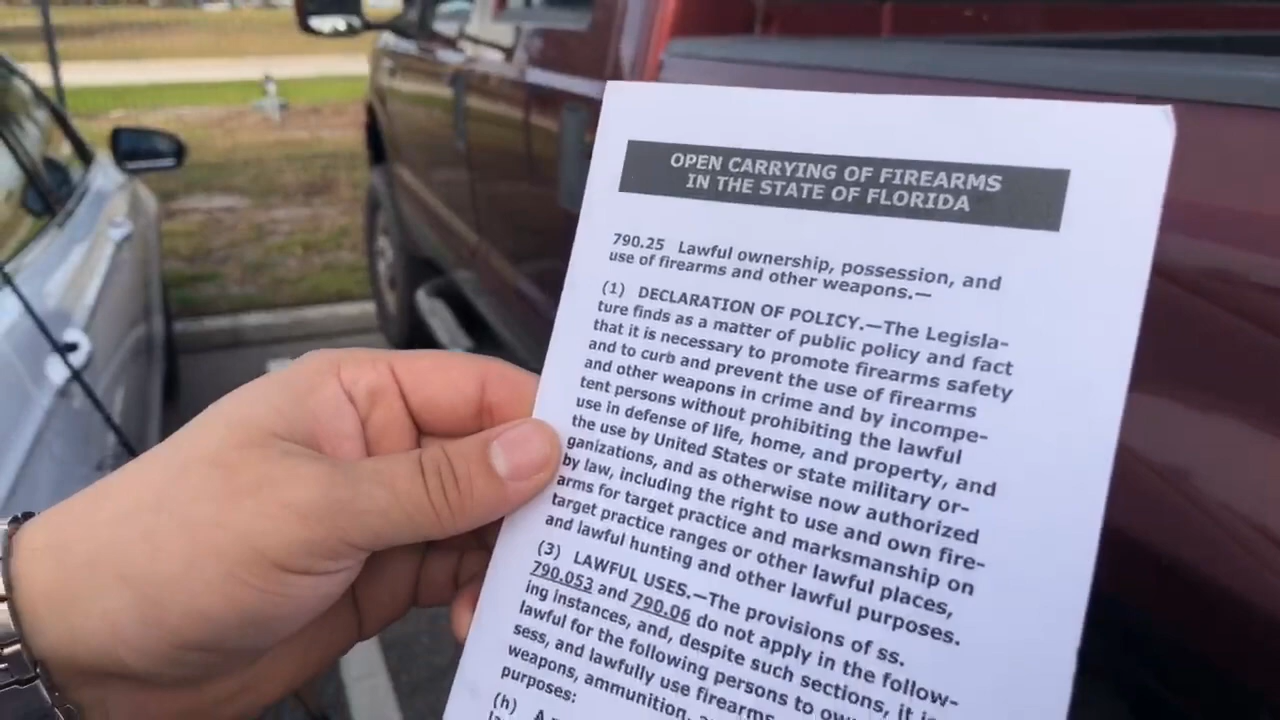 OPEN CARRYING OF FIREARMS
IN THE STATE OF FLORIDA
790.25 Lawful ownership, possession, and
use of firearms and other weapons.—
(1) DECLARATION OF POLICY.—The Legisla-
ture finds as a matter of public policy and fact
that it is necessary to promote firearms safety
and to curb and prevent the use of firearms
and other weapons in crime and by incompe-
tent persons without prohibiting the lawful
use in defense of life, home, and property, and
the use by United States or state military or-
ganizations, and as otherwise now authorized
by law, including the right to use and own fire-
arms for target practice and marksmanship on
target practice ranges or other lawful places,
and lawful hunting and other lawful purposes.
(3) LAWFUL USES.—The provisions of ss.
790.053 and 790.06 do not apply in the follow-
ing instances, and, despite such sections, it is
lawful for the following persons to own,
sess, and lawfully use firearms
weapons, ammunition,
purposes:
(h) A